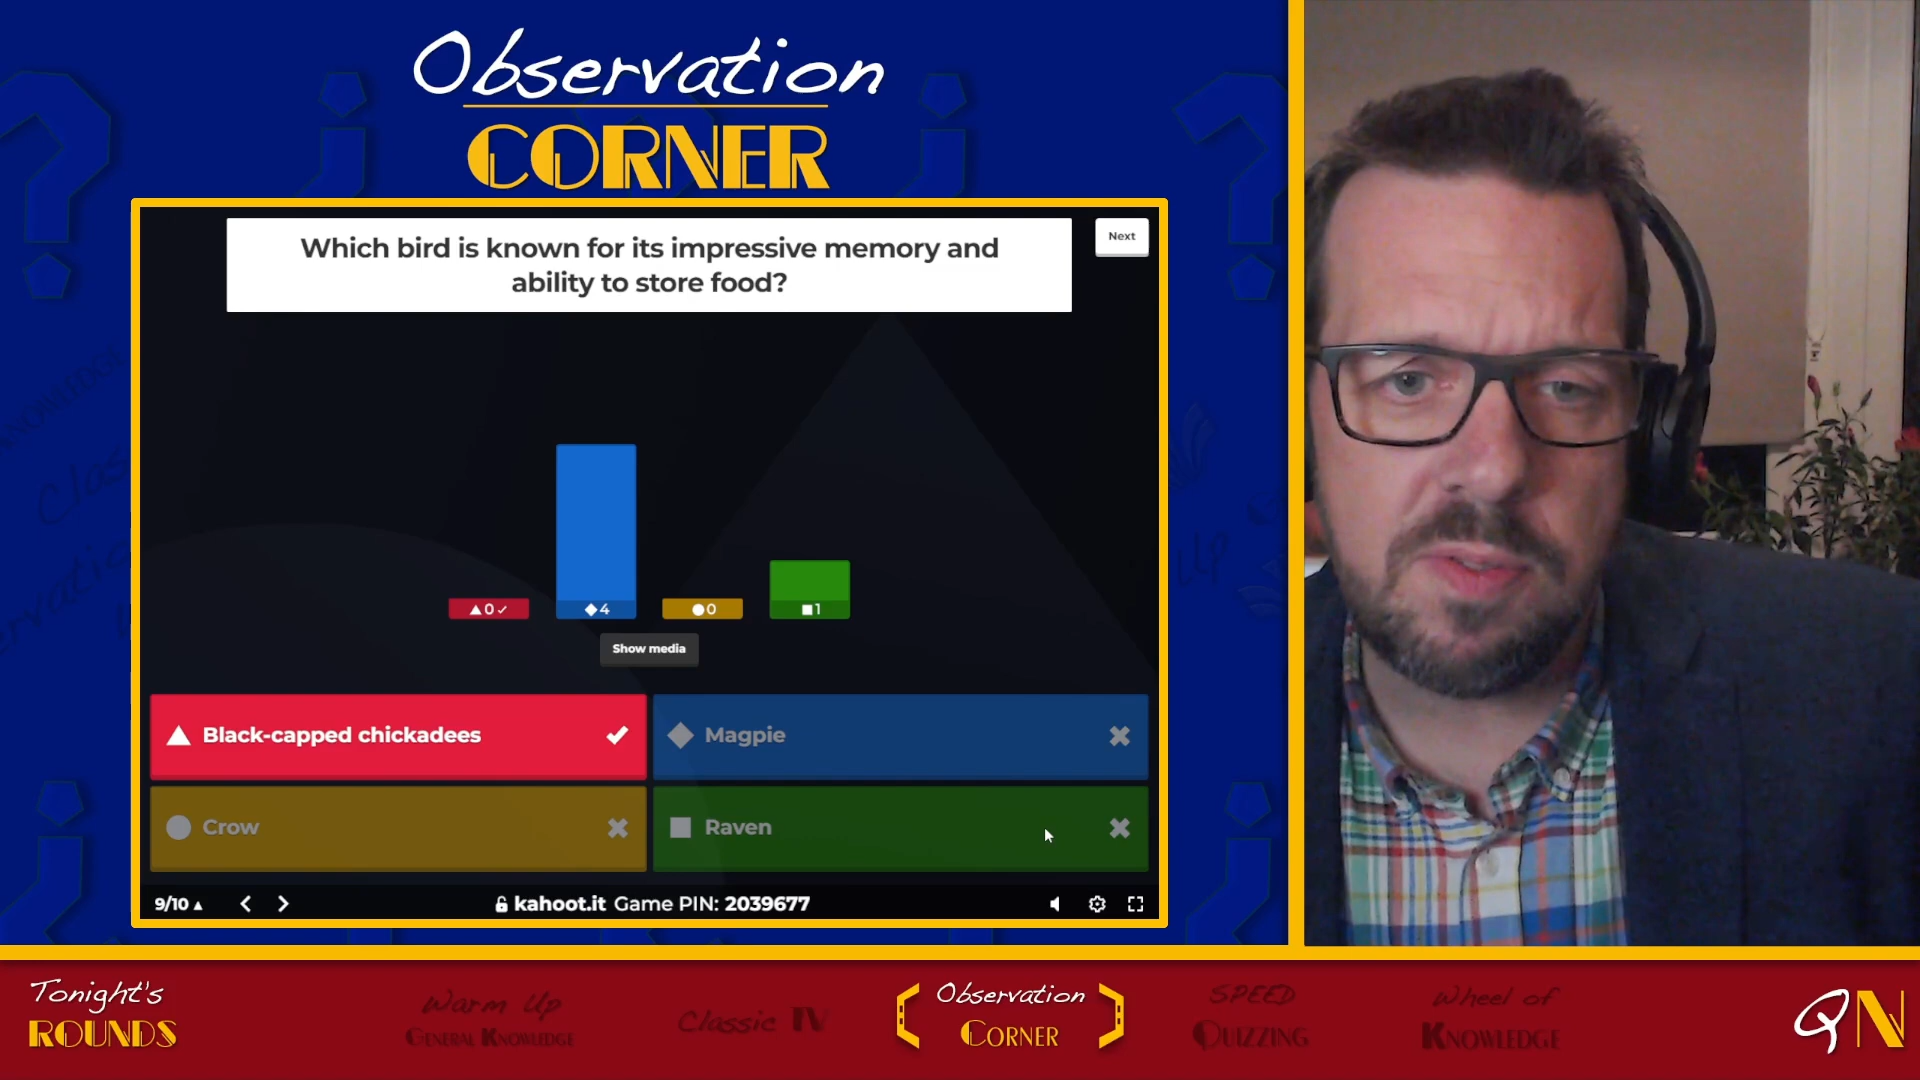 Observation
CORNER
Which bird is known for its impressive memory and
ability to store food?
Next
0
4
0
1
Show media
Black-capped chickadees
Magpie
Crow
Raven
9/10
kahoot.it Game PIN: 2039677
Tonight's
ROUNDS
Warm Up
GENERAL KNOWLEDGE
Classic TV
Observation
CORNER
SPEED
QUIZZING
Wheel of
KNOWLEDGE
QN